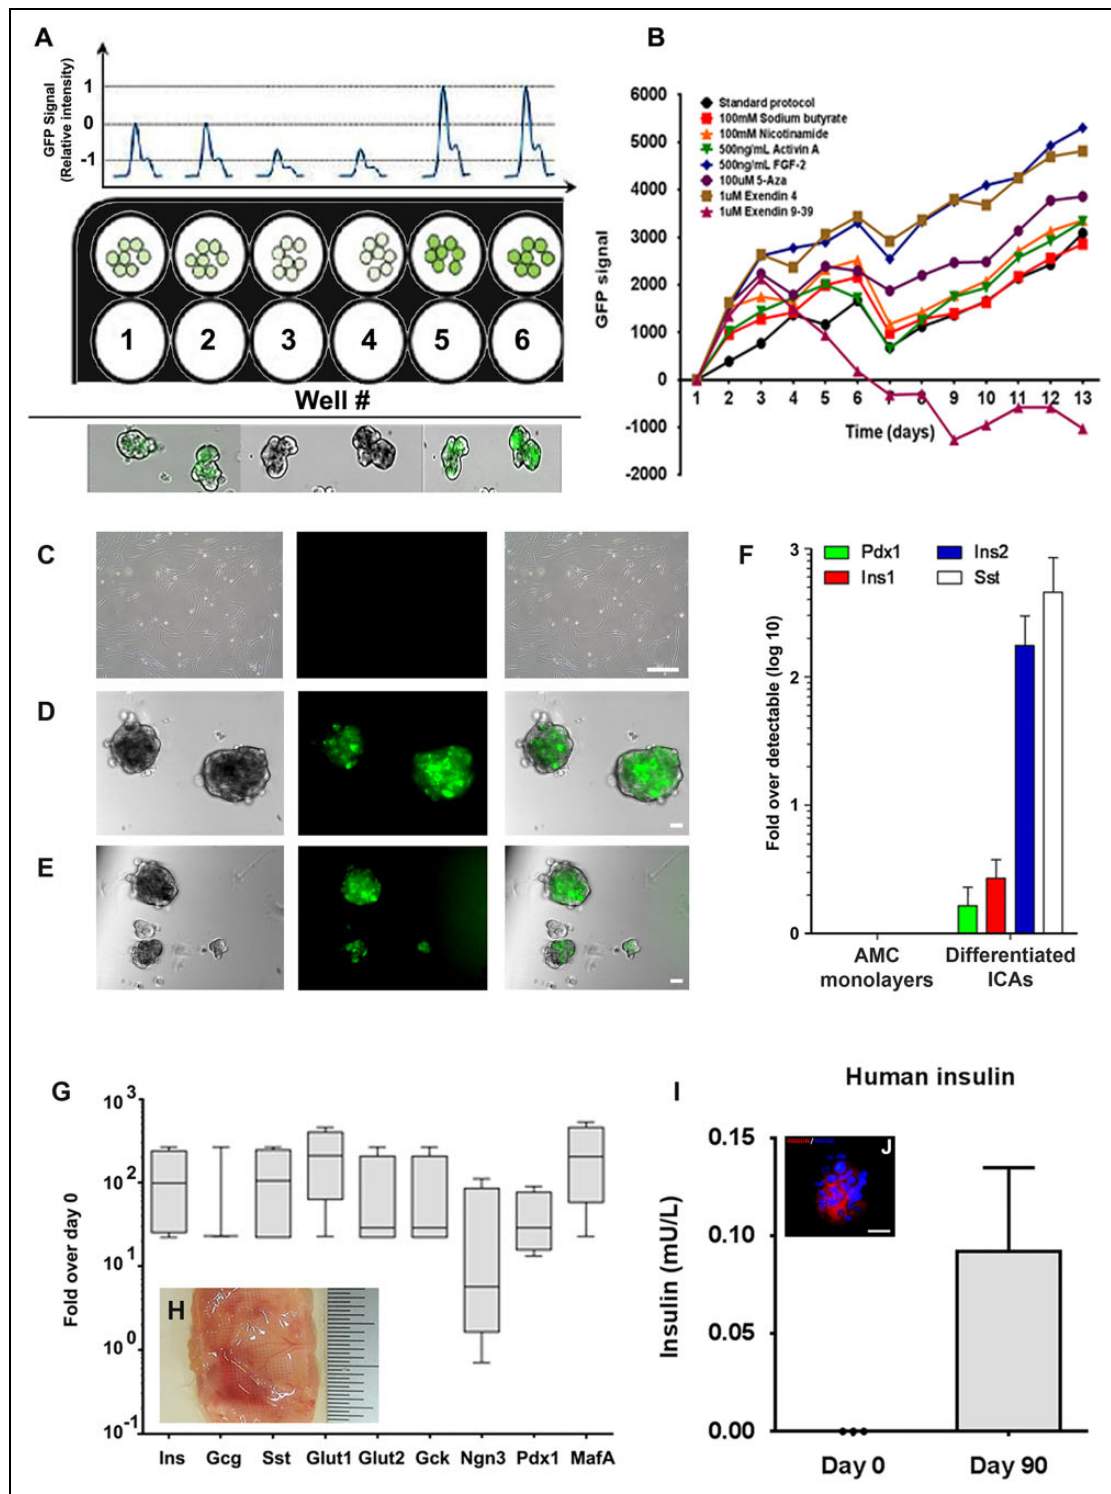 A
GFP Signal
(Relative intensity)
1
0
-1
1 2 3 4 5 6
Well #
B
6000
5000
4000
3000
2000
1000
0
-1000
-2000
Standard protocol
100mM Sodium butyrate
100mM Nicotinamide
500ng/mL Activin A
500ng/mL FGF-2
100uM 5-Aza
1uM Exendin 4
1uM Exendin 9-39
GFP signal
1 2 3 4 5 6 7 8 9 10 11 12 13
Time (days)
C
D
E
F
Pdx1
Ins1
Ins2
Sst
3
2
1
0
Fold over detectable (log 10)
AMC
monolayers
Differentiated
ICAs
G
10 3
10 2
10 1
10 0
10 -1
Fold over day 0
H
Ins Gcg Sst Glut1 Glut2 Gck Ngn3 Pdx1 MafA
I
Human insulin
0.15
0.10
0.05
0.00
Insulin (mU/L)
J
Day 0 Day 90